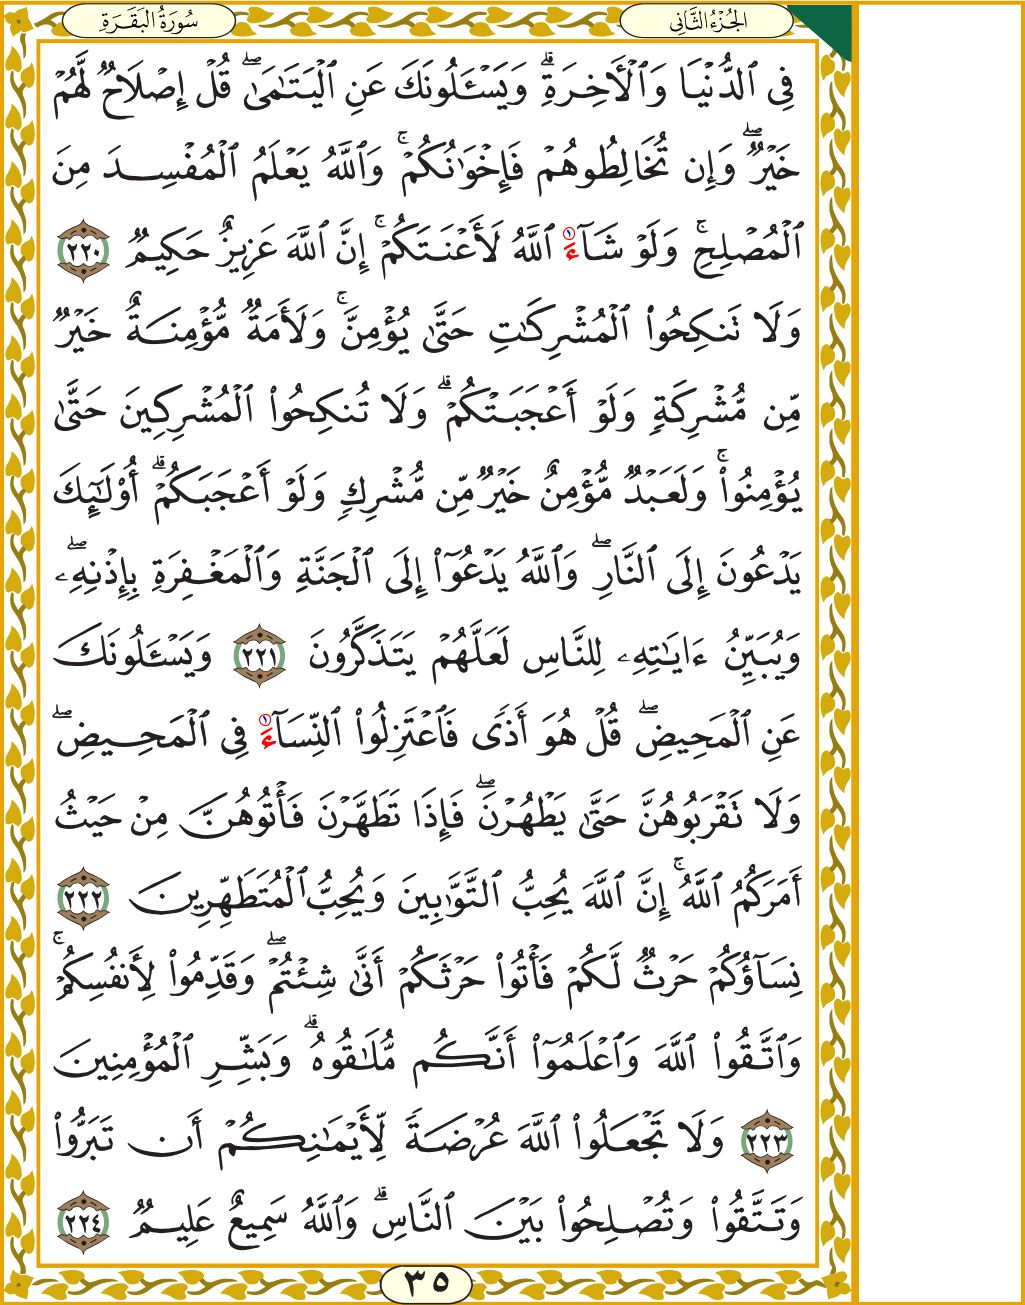 الجُزْءُ الثَّانِي
سُورَةُ البَقَرَةِ
فِي ٱلدُّنْيَا وَٱلْأَخِرَةِ ۗ وَيَسْـَٔلُونَكَ عَنِ ٱلْيَتَـٰمَىٰ ۖ قُلْ إِصْلَاحٌ لَّهُمْ
خَيْرٌ ۖ وَإِن تُخَالِطُوهُمْ فَإِخْوَٰنُكُمْ ۚ وَٱللَّهُ يَعْلَمُ ٱلْمُفْسِدَ مِنَ
ٱلْمُصْلِحِ ۚ وَلَوْ شَآءَ ١ ٱللَّهُ لَأَعْنَتَكُمْ ۚ إِنَّ ٱللَّهَ عَزِيزٌ حَكِيمٌ ٢٢٠
وَلَا تَنكِحُوا۟ ٱلْمُشْرِكَـٰتِ حَتَّىٰ يُؤْمِنَّ ۚ وَلَأَمَةٌ مُّؤْمِنَةٌ خَيْرٌ
مِّن مُّشْرِكَةٍ وَلَوْ أَعْجَبَتْكُمْ ۗ وَلَا تُنكِحُوا۟ ٱلْمُشْرِكِينَ حَتَّىٰ
يُؤْمِنُوا۟ ۚ وَلَعَبْدٌ مُّؤْمِنٌ خَيْرٌ مِّن مُّشْرِكٍ وَلَوْ أَعْجَبَكُمْ ۗ أُو۟لَـٰٓئِكَ
يَدْعُونَ إِلَى ٱلنَّارِ ۖ وَٱللَّهُ يَدْعُوٓا۟ إِلَى ٱلْجَنَّةِ وَٱلْمَغْفِرَةِ بِإِذْنِهِۦ ۖ
وَيُبَيِّنُ ءَايَـٰتِهِۦ لِلنَّاسِ لَعَلَّهُمْ يَتَذَكَّرُونَ ٢٢١ وَيَسْـَٔلُونَكَ
عَنِ ٱلْمَحِيضِ ۖ قُلْ هُوَ أَذًى فَٱعْتَزِلُوا۟ ٱلنِّسَآءَ ١ فِي ٱلْمَحِيضِ ۖ
وَلَا تَقْرَبُوهُنَّ حَتَّىٰ يَطْهُرْنَ ۖ فَإِذَا تَطَهَّرْنَ فَأْتُوهُنَّ مِنْ حَيْثُ
أَمَرَكُمُ ٱللَّهُ ۚ إِنَّ ٱللَّهَ يُحِبُّ ٱلتَّوَّٰبِينَ وَيُحِبُّ ٱلْمُتَطَهِّرِينَ ٢٢٢
نِسَآؤُكُمْ حَرْثٌ لَّكُمْ فَأْتُوا۟ حَرْثَكُمْ أَنَّىٰ شِئْتُمْ ۖ وَقَدِّمُوا۟ لِأَنفُسِكُمْ ۚ
وَٱتَّقُوا۟ ٱللَّهَ وَٱعْلَمُوٓا۟ أَنَّكُم مُّلَـٰقُوهُ ۗ وَبَشِّرِ ٱلْمُؤْمِنِينَ
٢٢٣ وَلَا تَجْعَلُوا۟ ٱللَّهَ عُرْضَةً لِّأَيْمَـٰنِكُمْ أَن تَبَرُّوا۟
وَتَتَّقُوا۟ وَتُصْلِحُوا۟ بَيْنَ ٱلنَّاسِ ۗ وَٱللَّهُ سَمِيعٌ عَلِيمٌ ٢٢٤
٣٥